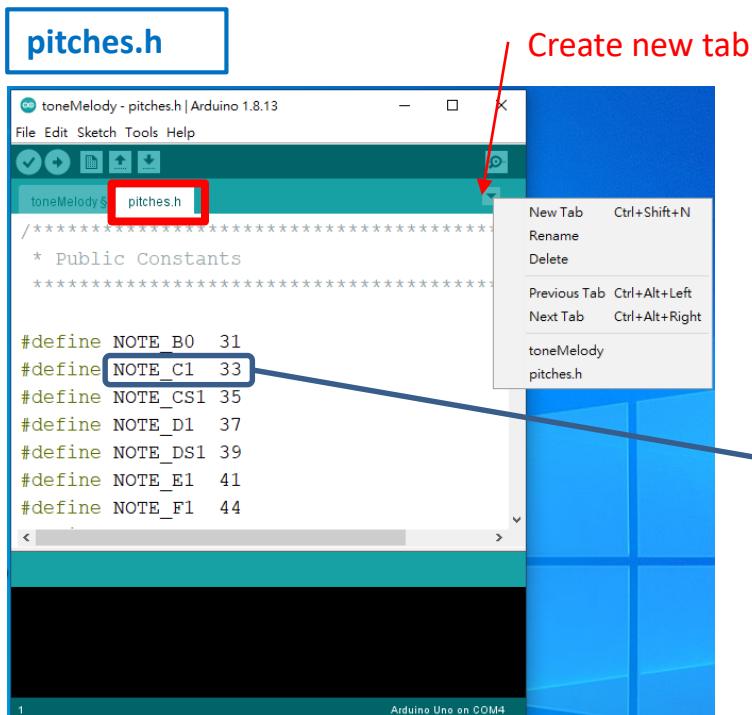 pitches.h
Create new tab
toneMelody - pitches.h | Arduino 1.8.13
File Edit Sketch Tools Help
toneMelody § pitches.h
/****************************************
 * Public Constants
 ****************************************
#define NOTE_B0 31
#define NOTE_C1 33
#define NOTE_CS1 35
#define NOTE_D1 37
#define NOTE_DS1 39
#define NOTE_E1 41
#define NOTE_F1 44
New Tab Ctrl+Shift+N
Rename
Delete
Previous Tab Ctrl+Alt+Left
Next Tab Ctrl+Alt+Right
toneMelody
pitches.h
1 Arduino Uno on COM4